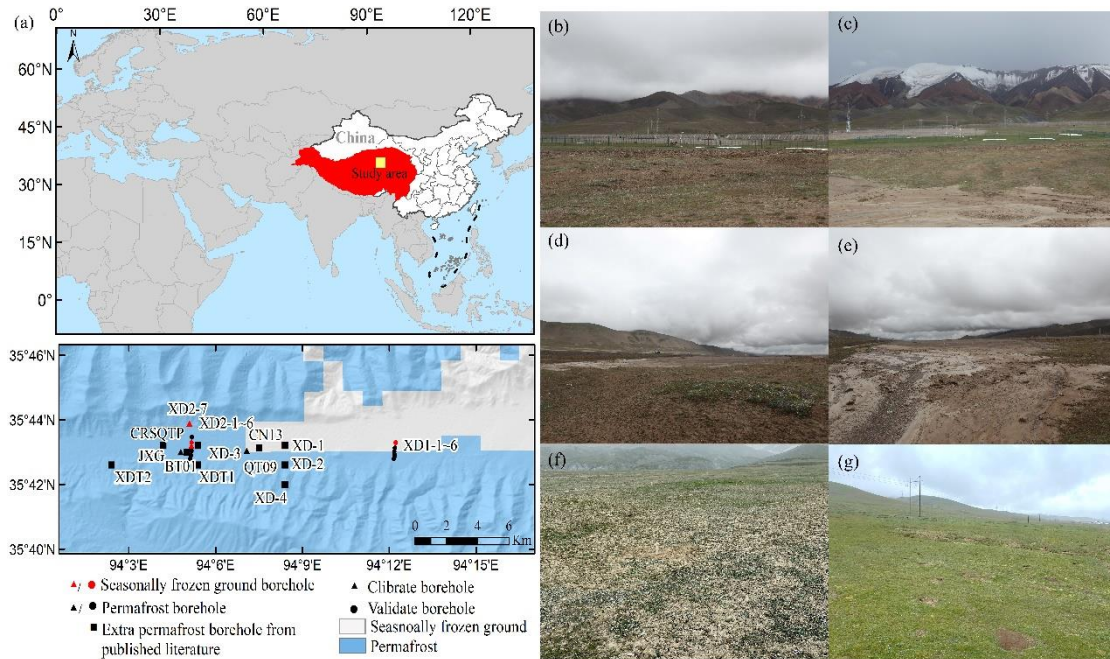 (a)
0° 30°E 60°E 90°E 120°E
N
60°N
45°N
30°N
15°N
0°
China
Study area
35°46'N
35°44'N
35°42'N
35°40'N
XD2-7
XD2-1~6
CRSQTP
CN13
XD-1
XD1-1~6
JXG
XD-3
BT01
QT09
XD-2
XDT2
XDT1
XD-4
0 2 4 6
Km
94°3'E 94°6'E 94°9'E 94°12'E 94°15'E
/ Seasonally frozen ground borehole
/ Permafrost borehole
Extra permafrost borehole from
published literature
Clibrate borehole
Validate borehole
Seasnoally frozen ground
Permafrost
(b)
(c)
(d)
(e)
(f)
(g)